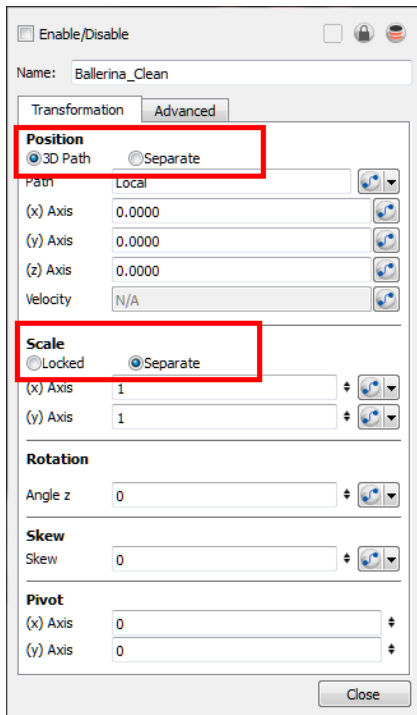 Enable/Disable
Name: Ballerina_Clean
Transformation Advanced
Position
3D Path Separate
Path Local
(x) Axis 0.0000
(y) Axis 0.0000
(z) Axis 0.0000
Velocity N/A
Scale
Locked Separate
(x) Axis 1
(y) Axis 1
Rotation
Angle z 0
Skew
Skew 0
Pivot
(x) Axis 0
(y) Axis 0
Close